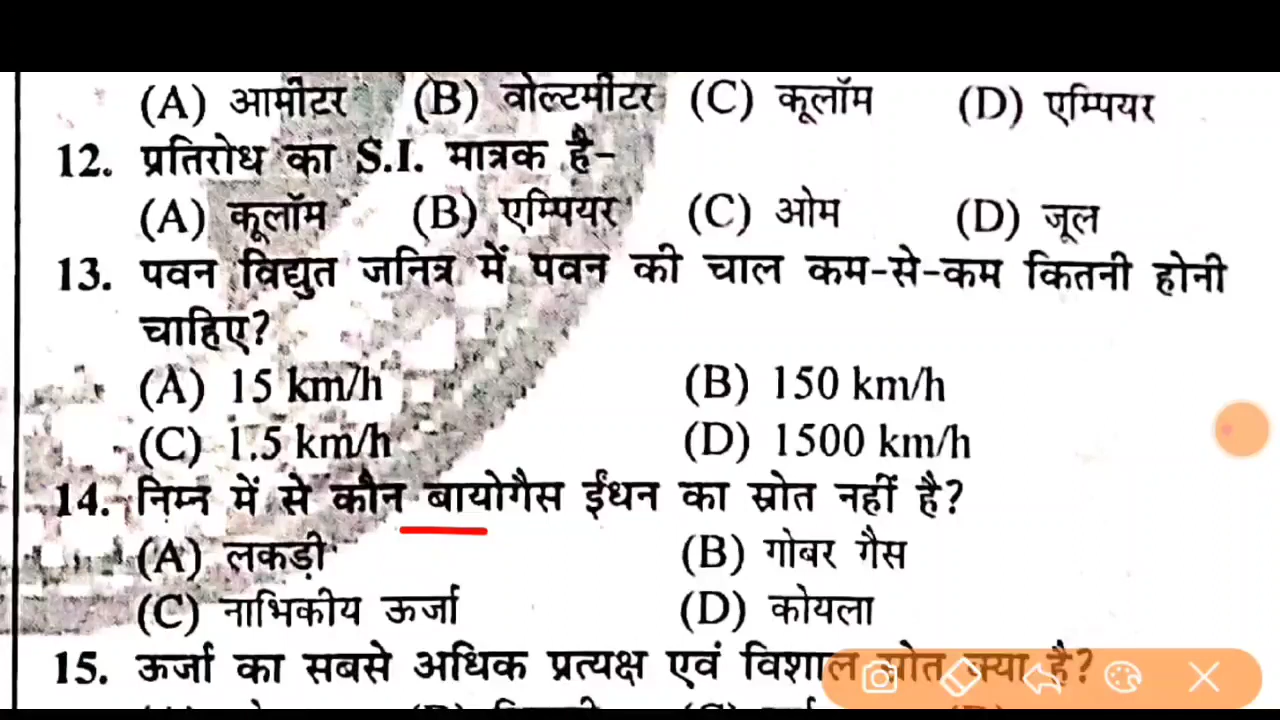 (A) आमीटर (B) वोल्टमीटर (C) कूलॉम (D) एम्पियर
12. प्रतिरोध का S.I. मात्रक है-
(A) कूलॉम (B) एम्पियर (C) ओम (D) जूल
13. पवन विद्युत जनित्र में पवन की चाल कम-से-कम कितनी होनी
चाहिए?
(A) 15 km/h (B) 150 km/h
(C) 1.5 km/h (D) 1500 km/h
14. निम्न में से कौन बायोगैस ईंधन का स्रोत नहीं है?
(A) लकड़ी (B) गोबर गैस
(C) नाभिकीय ऊर्जा (D) कोयला
15. ऊर्जा का सबसे अधिक प्रत्यक्ष एवं विशाल स्रोत क्या है?